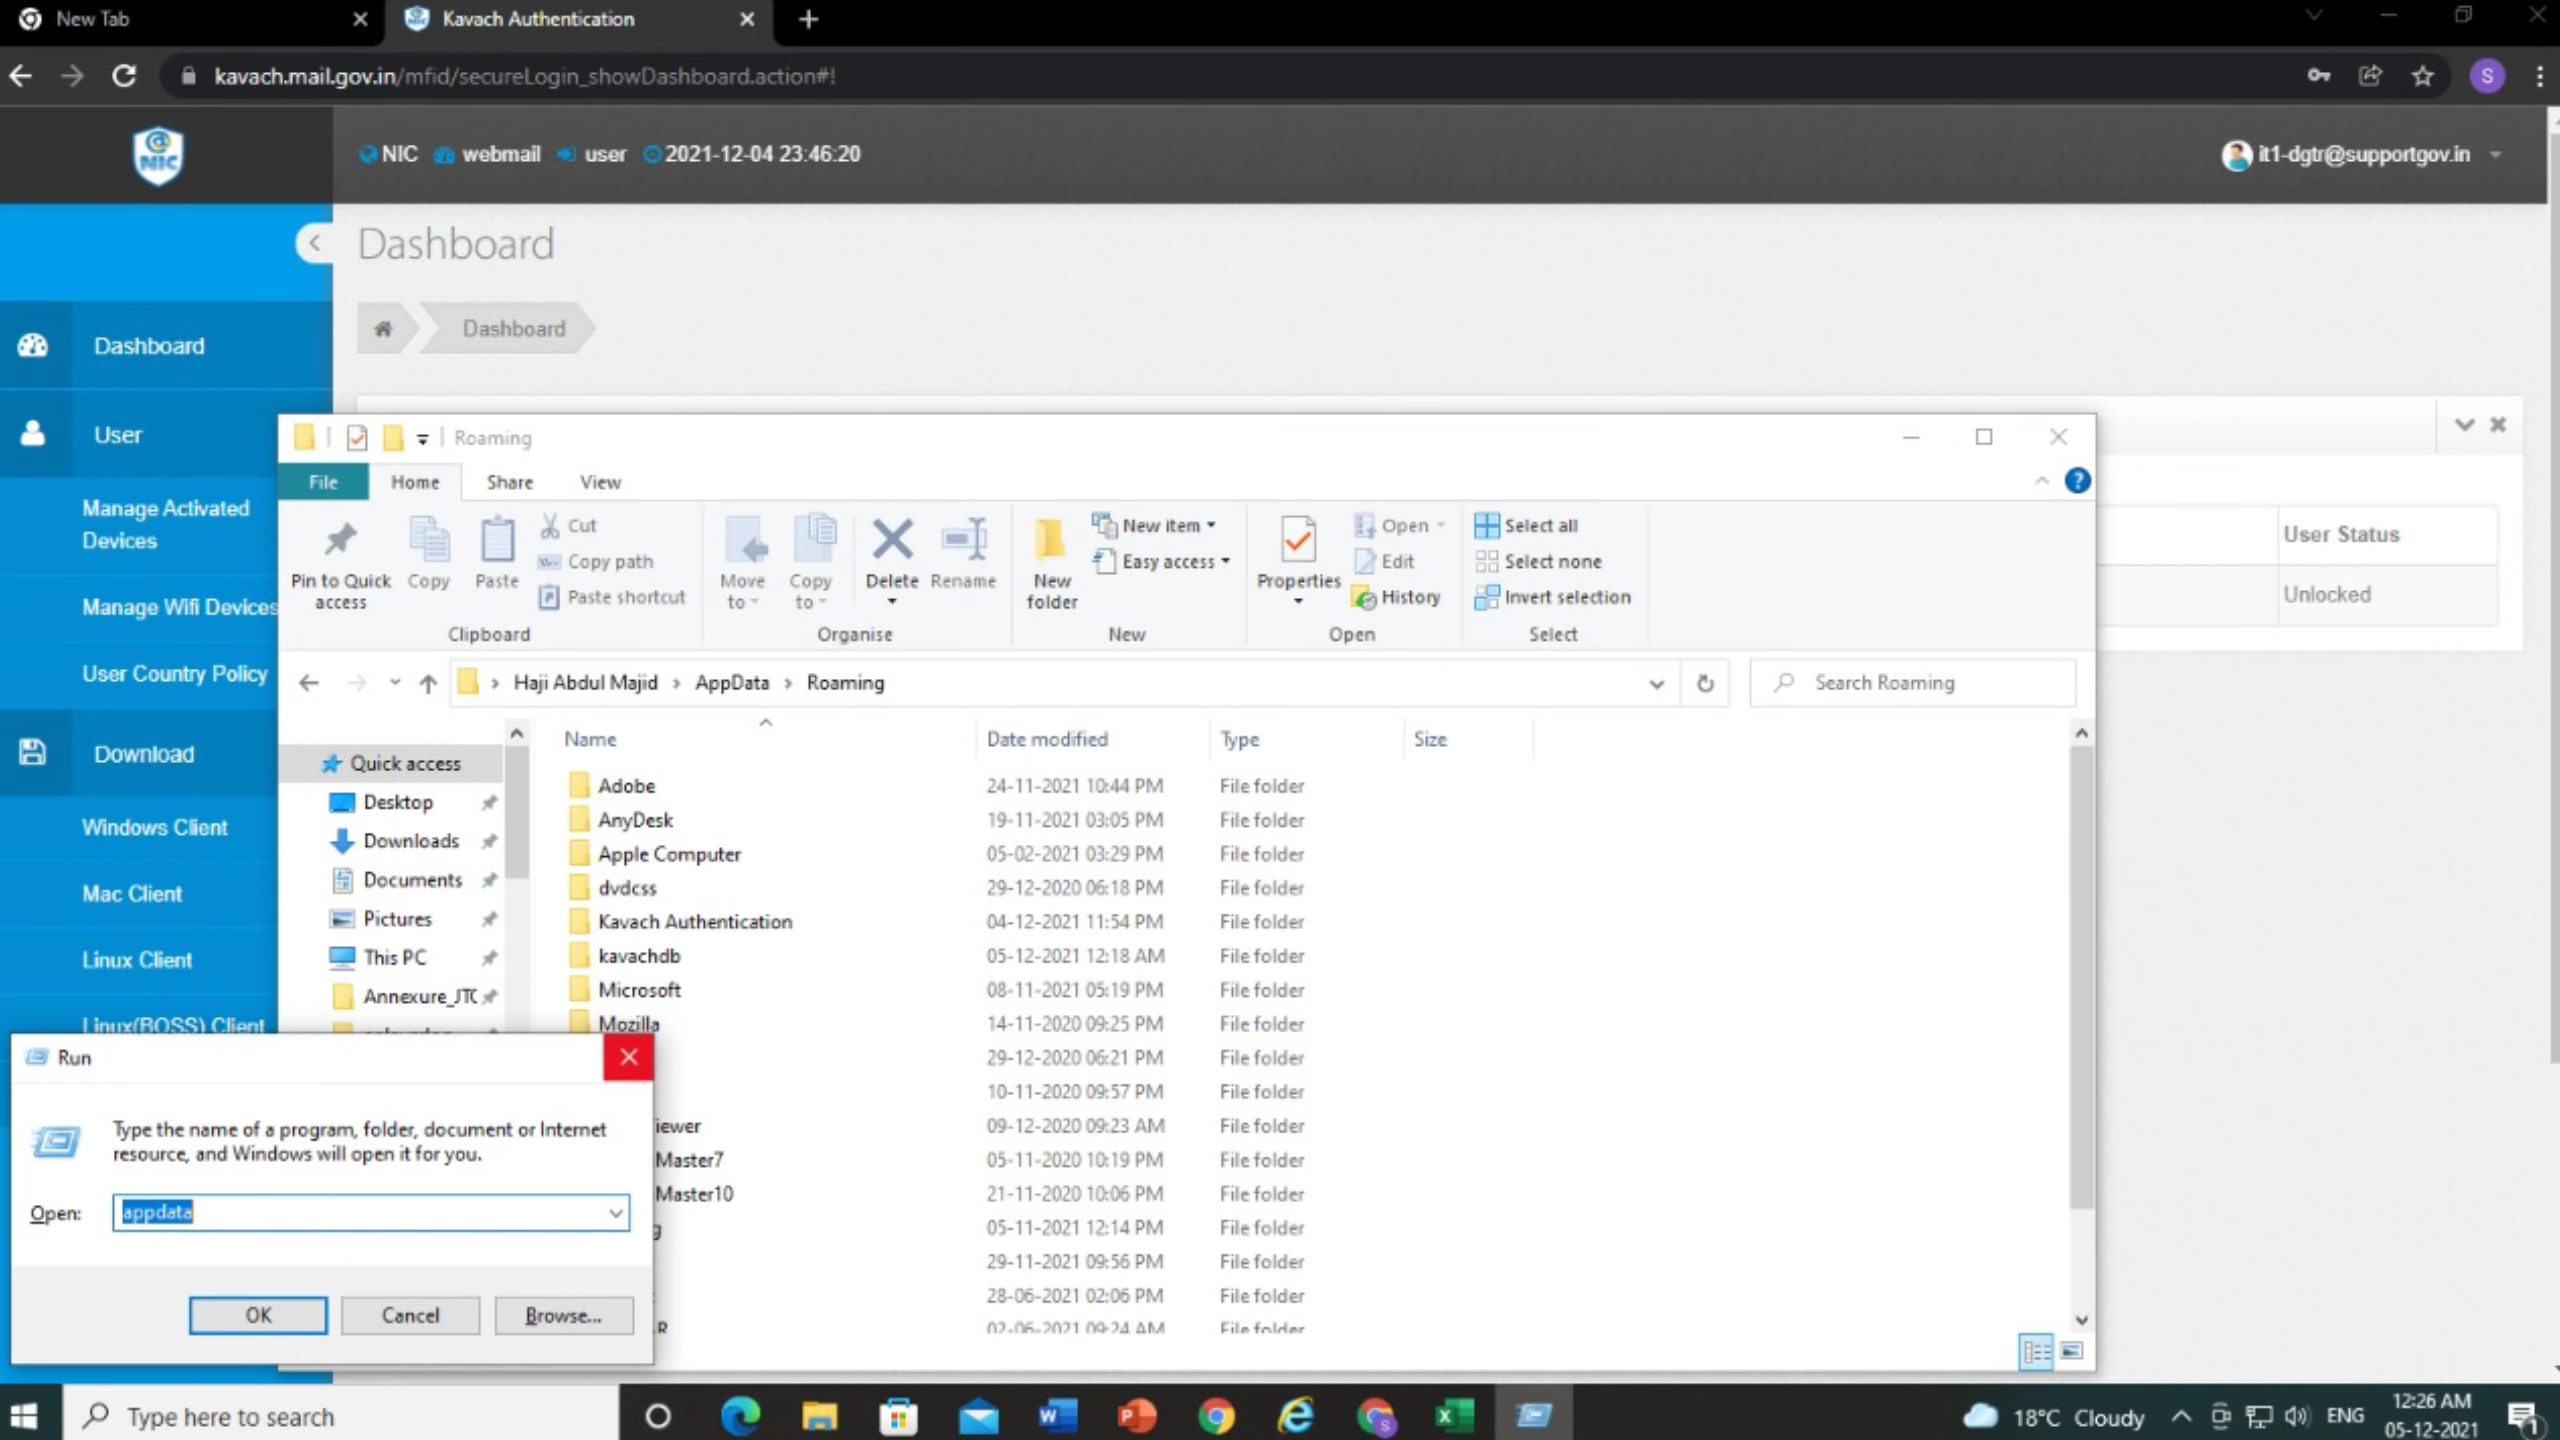 New Tab
Kavach Authentication
kavach.mail.gov.in/mfid/secureLogin_showDashboard.action#!
S
@
NIC
NIC webmail user 2021-12-04 23:46:20
it1-dgtr@supportgov.in
Dashboard
Dashboard
Dashboard
User
Manage Activated
Devices
Manage Wifi Devices
User Country Policy
Download
Windows Client
Mac Client
Linux Client
Linux(BOSS) Client
User Status
Unlocked
Roaming
File Home Share View
Pin to Quick
access
Copy
Paste
Cut
Copy path
Paste shortcut
Clipboard
Move
to
Copy
to
Delete
Rename
Organise
New
folder
New item
Easy access
New
Properties
Open
Edit
History
Open
Select all
Select none
Invert selection
Select
Haji Abdul Majid AppData Roaming
Search Roaming
Quick access
Desktop
Downloads
Documents
Pictures
This PC
Annexure_JTC
Name Date modified Type Size
Adobe 24-11-2021 10:44 PM File folder
AnyDesk 19-11-2021 03:05 PM File folder
Apple Computer 05-02-2021 03:29 PM File folder
dvdcss 29-12-2020 06:18 PM File folder
Kavach Authentication 04-12-2021 11:54 PM File folder
kavachdb 05-12-2021 12:18 AM File folder
Microsoft 08-11-2021 05:19 PM File folder
Mozilla 14-11-2020 09:25 PM File folder
29-12-2020 06:21 PM File folder
10-11-2020 09:57 PM File folder
iewer 09-12-2020 09:23 AM File folder
Master7 05-11-2020 10:19 PM File folder
Master10 21-11-2020 10:06 PM File folder
g 05-11-2021 12:14 PM File folder
29-11-2021 09:56 PM File folder
28-06-2021 02:06 PM File folder
R 02-06-2021 09:24 AM File folder
Run
Type the name of a program, folder, document or Internet
resource, and Windows will open it for you.
Open: appdata
OK Cancel Browse...
Type here to search
18°C Cloudy
ENG
12:26 AM
05-12-2021
1